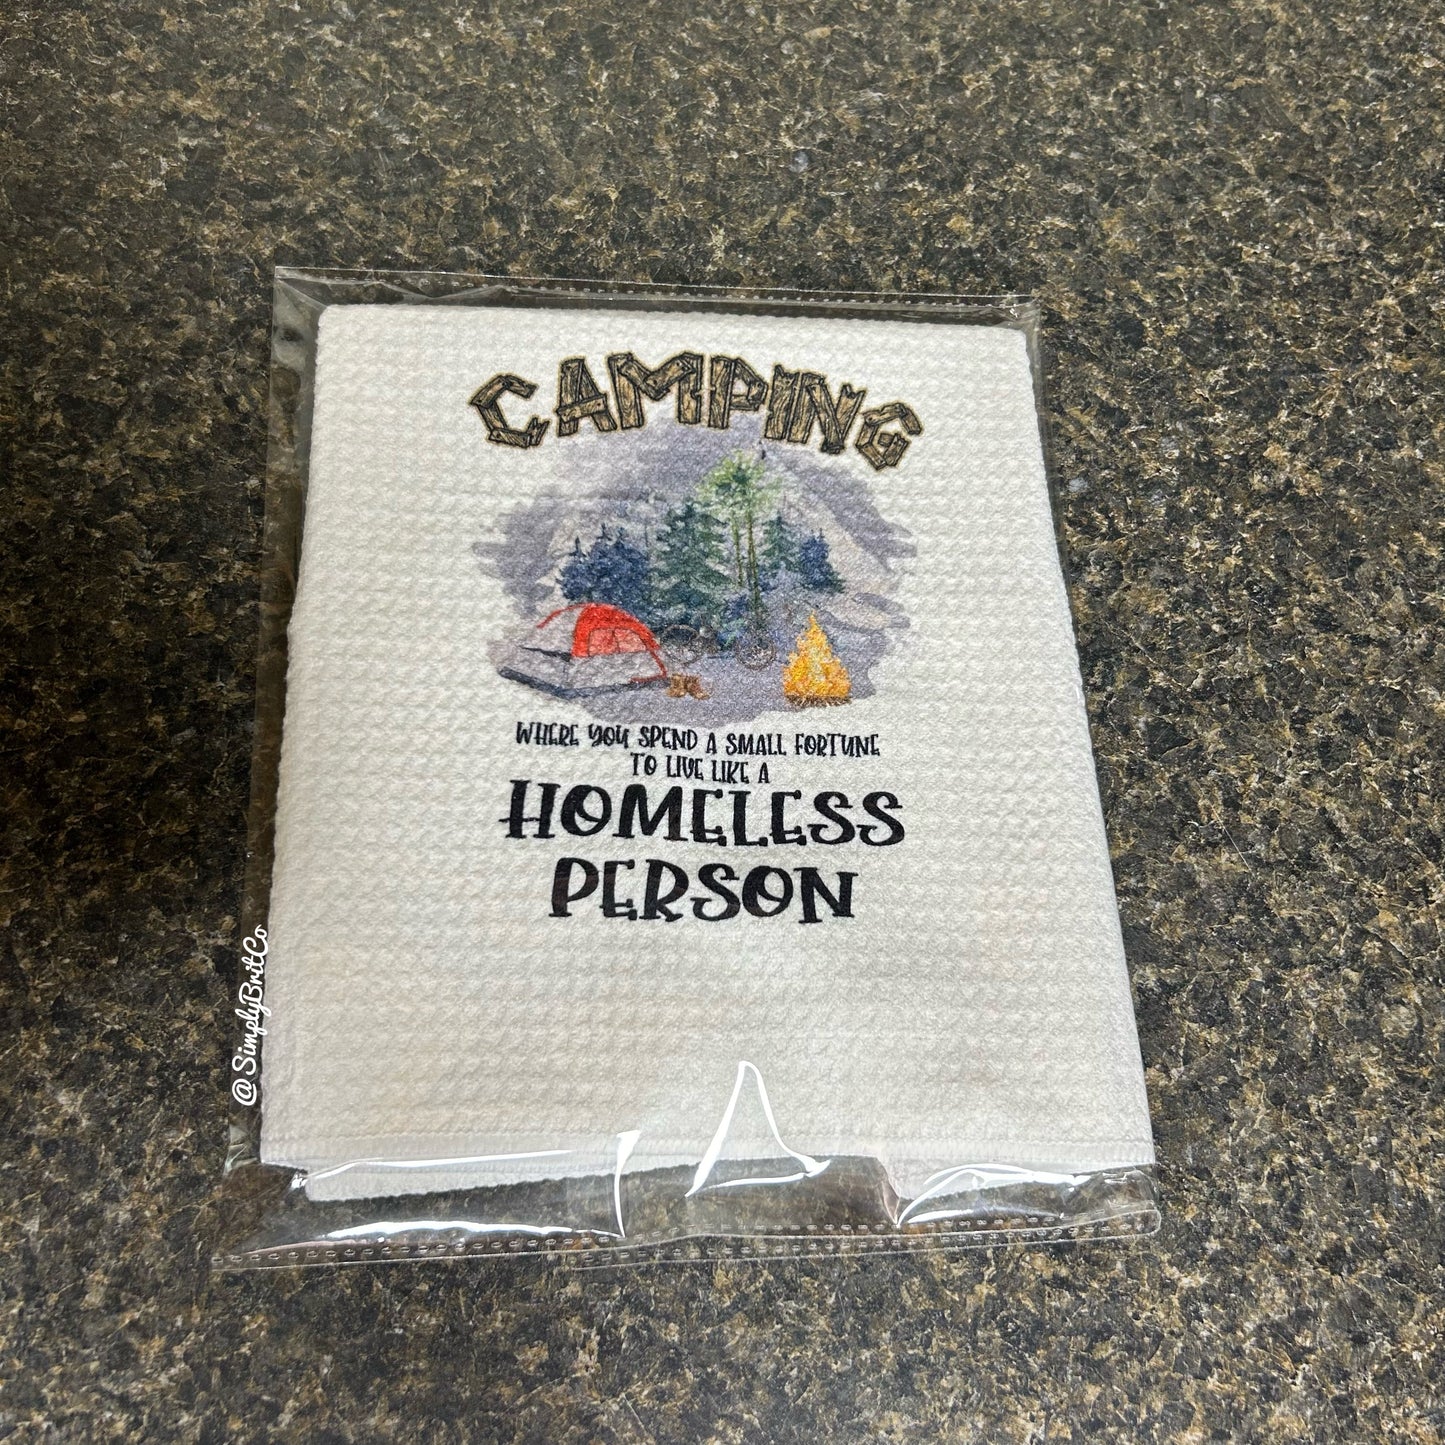 CAMPING
WHERE YOU SPEND A SMALL FORTUNE
TO LIVE LIKE A
HOMELESS
PERSON
@SimplyBritCo